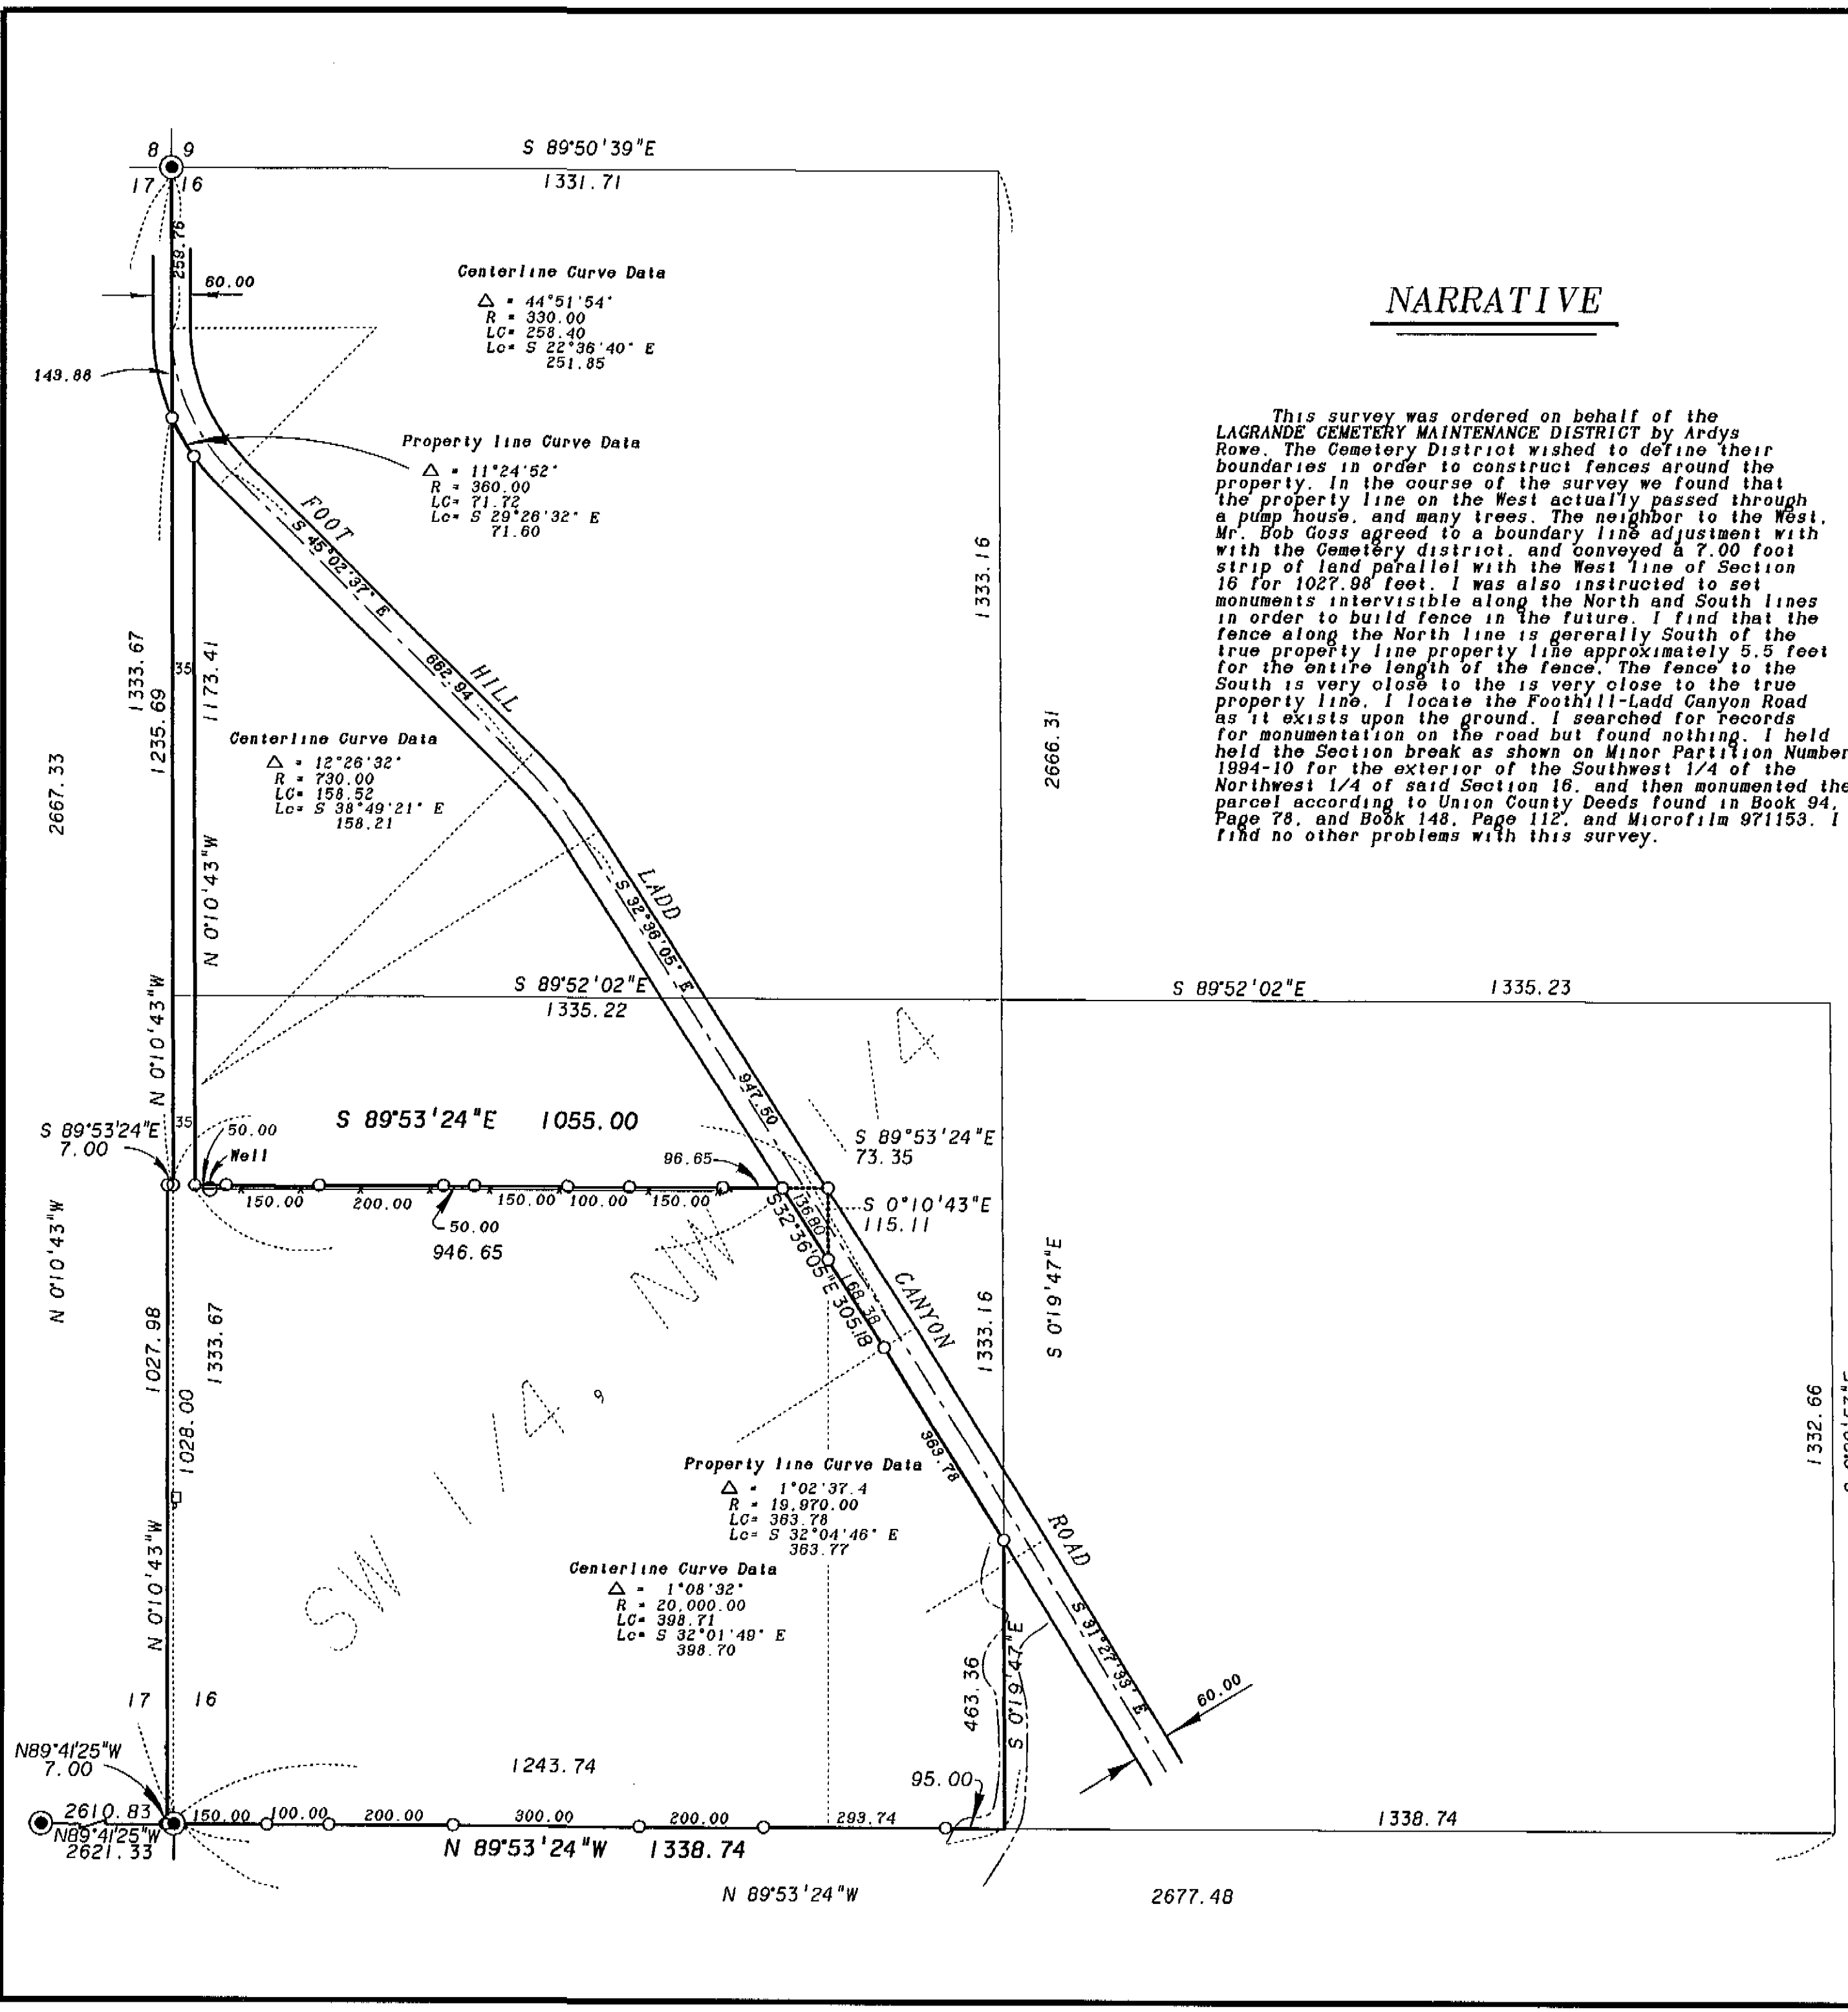 8 9
17 16
S 89°50'39"E
1331.71
259.76
60.00
Centerline Curve Data
△ = 44°51'54"
R = 330.00
LC= 258.40
Lc= S 22°36'40" E
251.85
149.88
Property line Curve Data
△ = 11°24'52"
R = 360.00
LC= 71.72
Lc= S 29°26'32" E
71.60
NARRATIVE
This survey was ordered on behalf of the
LAGRANDE CEMETERY MAINTENANCE DISTRICT by Ardys
Rowe. The Cemetery District wished to define their
boundaries in order to construct fences around the
property. In the course of the survey we found that
the property line on the West actually passed through
a pump house, and many trees. The neighbor to the West,
Mr. Bob Goss agreed to a boundary line adjustment with
with the Cemetery district, and conveyed a 7.00 foot
strip of land parallel with the West line of Section
16 for 1027.98 feet. I was also instructed to set
monuments intervisible along the North and South lines
in order to build fence in the future. I find that the
fence along the North line is gererally South of the
true property line property line approximately 5.5 feet
for the entire length of the fence. The fence to the
South is very close to the is very close to the true
property line. I locate the Foothill-Ladd Canyon Road
as it exists upon the ground. I searched for records
for monumentation on the road but found nothing. I held
held the Section break as shown on Minor Partition Number
1994-10 for the exterior of the Southwest 1/4 of the
Northwest 1/4 of said Section 16, and then monumented the
parcel according to Union County Deeds found in Book 94,
Page 78, and Book 148, Page 112, and Microfilm 971153. I
find no other problems with this survey.
FOOT HILL LADD CANYON ROAD
S 45°02'37" E
662.94
1333.16
1333.67
1235.69
35
1173.41
2667.33
2666.31
Centerline Curve Data
△ = 12°26'32"
R = 730.00
LC= 158.52
Lc= S 38°49'21" E
158.21
N 0°10'43"W
N 0°10'43"W
S 32°36'05" E
S 89°52'02"E
1335.22
S 89°52'02"E 1335.23
947.50
35
S 89°53'24"E
7.00
50.00
Well
S 89°53'24"E 1055.00
96.65
S 89°53'24"E
73.35
150.00 200.00 150.00 100.00 150.00
50.00
946.65
S 0°10'43"E
115.11
136.80
S32°36'05"E 305.18
168.38
N 0°10'43"W
1027.98
1333.67
1028.00
1333.16
S 0°19'47"E
1332.66
SW 1/4, NW 1/4
363.78
Property line Curve Data
△ = 1°02'37.4
R = 19,970.00
LC= 363.78
Lc= S 32°04'46" E
363.77
Centerline Curve Data
△ = 1°08'32"
R = 20,000.00
LC= 398.71
Lc= S 32°01'49" E
398.70
N 0°10'43"W
S 31°27'33" E
60.00
463.36
S 0°19'47"E
17 16
N89°41'25"W
7.00
1243.74
95.00
2610.83
N89°41'25"W
2621.33
150.00 100.00 200.00 300.00 200.00 293.74
1338.74
N 89°53'24"W 1338.74
N 89°53'24"W 2677.48